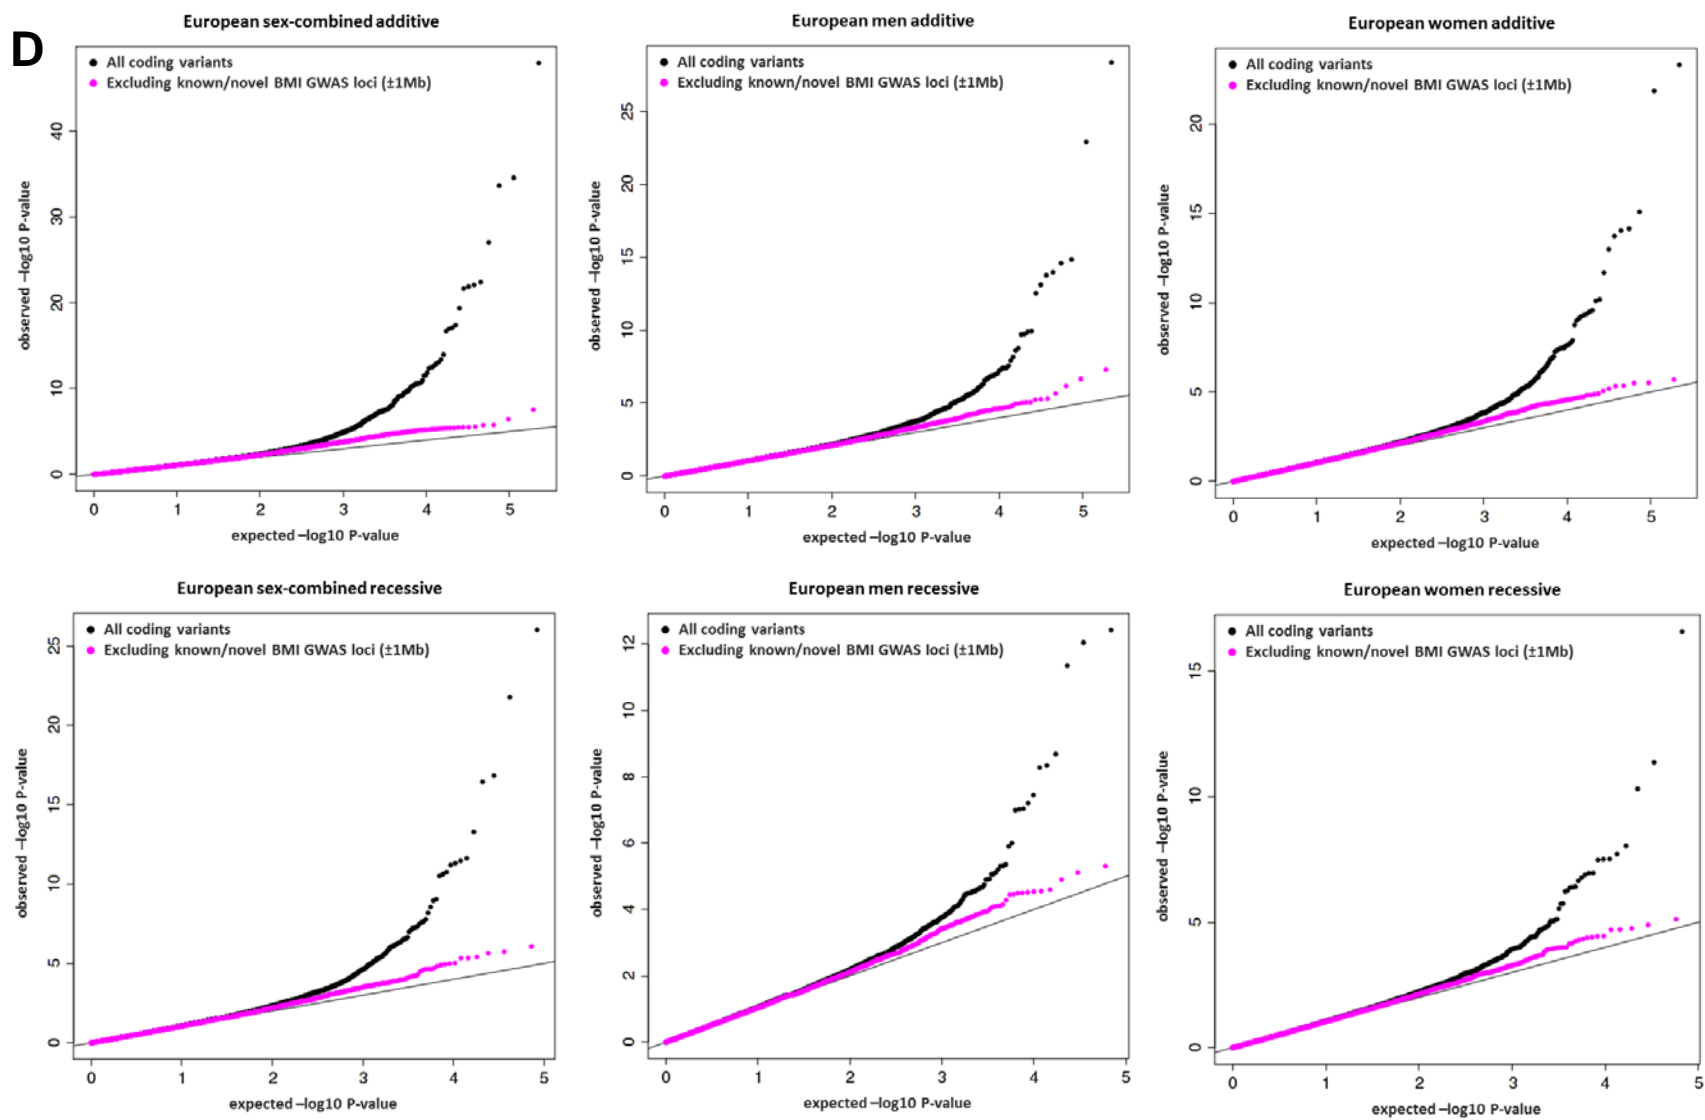 D
European sex-combined additive
All coding variants
Excluding known/novel BMI GWAS loci (±1Mb)
observed –log10 P-value
0
10
20
30
40
0 1 2 3 4 5
expected –log10 P-value
European men additive
All coding variants
Excluding known/novel BMI GWAS loci (±1Mb)
observed –log10 P-value
0
5
10
15
20
25
0 1 2 3 4 5
expected –log10 P-value
European women additive
All coding variants
Excluding known/novel BMI GWAS loci (±1Mb)
observed –log10 P-value
0
5
10
15
20
0 1 2 3 4 5
expected –log10 P-value
European sex-combined recessive
All coding variants
Excluding known/novel BMI GWAS loci (±1Mb)
observed –log10 P-value
0
5
10
15
20
25
0 1 2 3 4 5
expected –log10 P-value
European men recessive
All coding variants
Excluding known/novel BMI GWAS loci (±1Mb)
observed –log10 P-value
0
2
4
6
8
10
12
0 1 2 3 4 5
expected –log10 P-value
European women recessive
All coding variants
Excluding known/novel BMI GWAS loci (±1Mb)
observed –log10 P-value
0
5
10
15
0 1 2 3 4 5
expected –log10 P-value